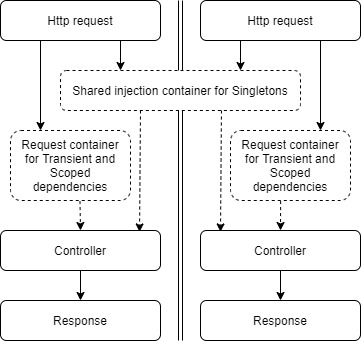 Http request
Http request
Shared injection container for Singletons
Request container
for Transient and
Scoped
dependencies
Request container
for Transient and
Scoped
dependencies
Controller
Controller
Response
Response